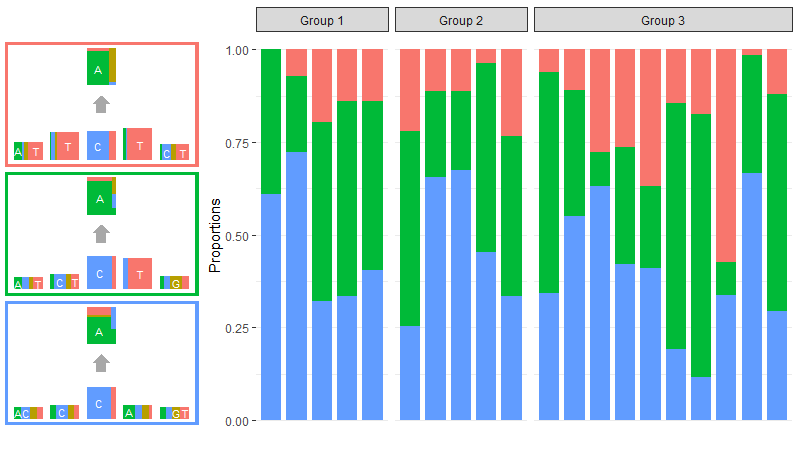 Group 1 Group 2 Group 3
A
A T T C T C T
A
A T C T C T G
A
A C C C A G T
Proportions
1.00
0.75
0.50
0.25
0.00